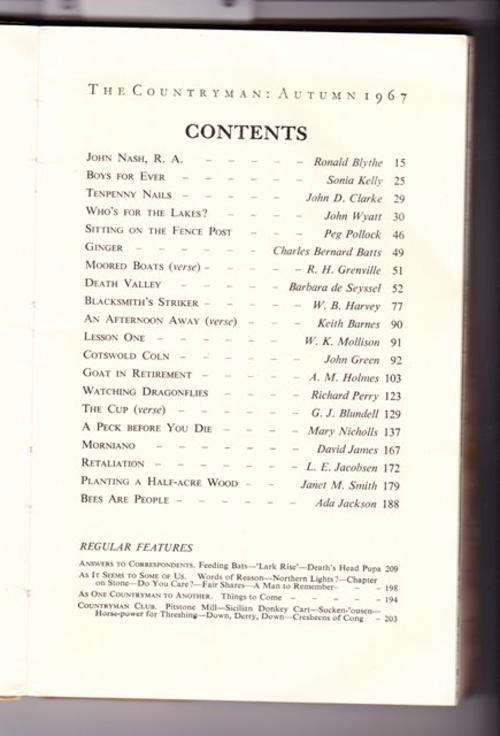 THE COUNTRYMAN: AUTUMN 1967
CONTENTS
JOHN NASH, R. A. – – – – – Ronald Blythe 15
BOYS FOR EVER – – – – – – Sonia Kelly 25
TENPENNY NAILS – – – – – John D. Clarke 29
WHO'S FOR THE LAKES? – – – – John Wyatt 30
SITTING ON THE FENCE POST – – – Peg Pollock 46
GINGER – – – – – – Charles Bernard Batts 49
MOORED BOATS (verse) – – – – – R. H. Grenville 51
DEATH VALLEY – – – – – Barbara de Seyssel 52
BLACKSMITH'S STRIKER – – – – – W. B. Harvey 77
AN AFTERNOON AWAY (verse) – – – Keith Barnes 90
LESSON ONE – – – – – – W. K. Mollison 91
COTSWOLD COLN – – – – – – John Green 92
GOAT IN RETIREMENT – – – – A. M. Holmes 103
WATCHING DRAGONFLIES – – – – Richard Perry 123
THE CUP (verse) – – – – – – G. J. Blundell 129
A PECK BEFORE YOU DIE – – – – Mary Nicholls 137
MORNIANO – – – – – – David James 167
RETALIATION – – – – – – L. E. Jacobsen 172
PLANTING A HALF-ACRE WOOD – – Janet M. Smith 179
BEES ARE PEOPLE – – – – – – Ada Jackson 188
REGULAR FEATURES
ANSWERS TO CORRESPONDENTS. Feeding Bats—'Lark Rise'—Death's Head Pupa 209
AS IT SEEMS TO SOME OF US. Words of Reason—Northern Lights?—Chapter
on Stone—Do You Care?—Fair Shares—A Man to Remember – – – 198
AS ONE COUNTRYMAN TO ANOTHER. Things to Come – – – – – 194
COUNTRYMAN CLUB. Pitstone Mill—Sicilian Donkey Cart—Sucken-'ousen—
Horse-power for Threshing—Down, Derry, Down—Cresbeens of Cong – 203